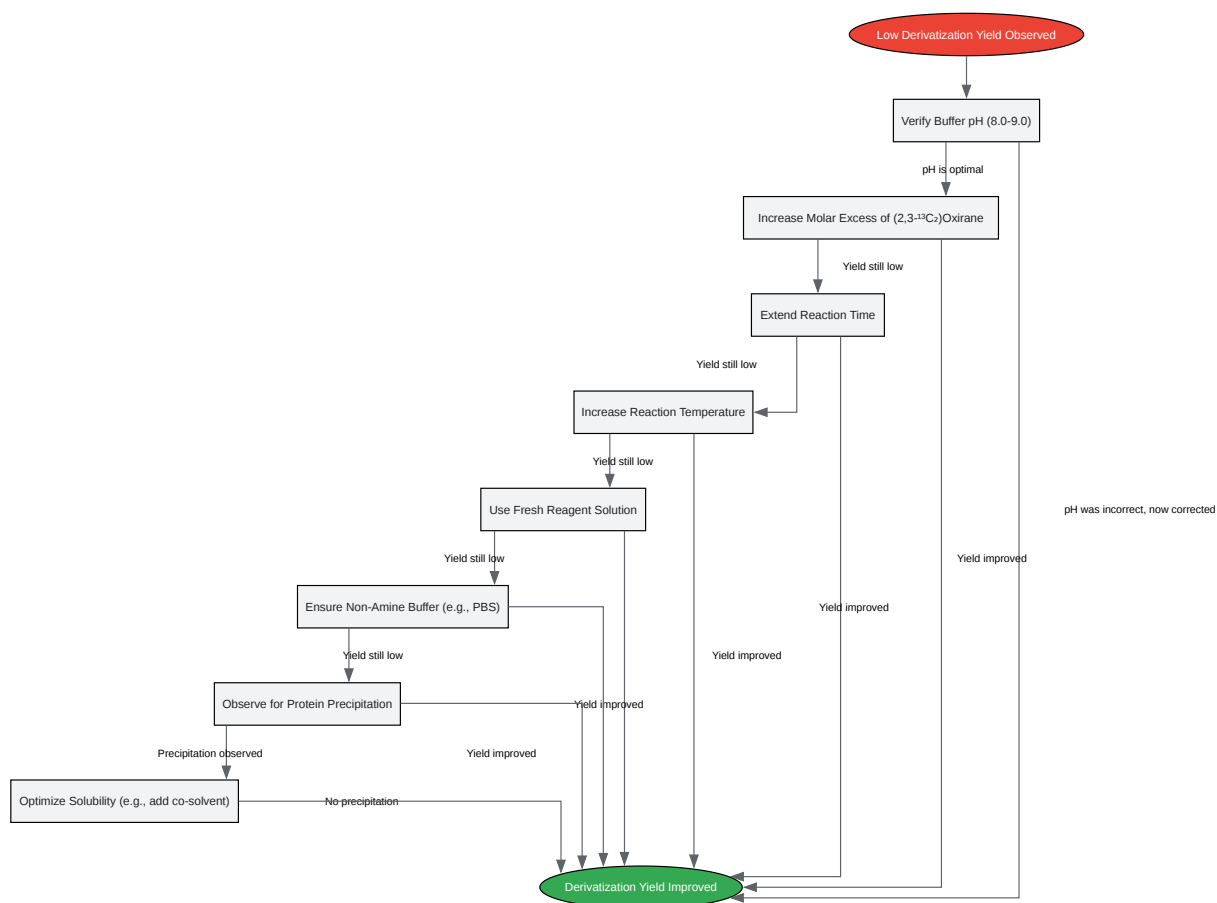 Low Derivatization Yield Observed
Verify Buffer pH (8.0-9.0)
pH is optimal
Increase Molar Excess of (2,3-¹³C₂)Oxirane
Yield still low
Extend Reaction Time
Yield still low
Increase Reaction Temperature
Yield still low
Use Fresh Reagent Solution
pH was incorrect, now corrected
Yield still low
Yield improved
Ensure Non-Amine Buffer (e.g., PBS)
Yield improved
Yield still low
Yield improved
Observe for Protein Precipitation
Yield improved
Precipitation observed
Yield improved
Optimize Solubility (e.g., add co-solvent)
No precipitation
Derivatization Yield Improved